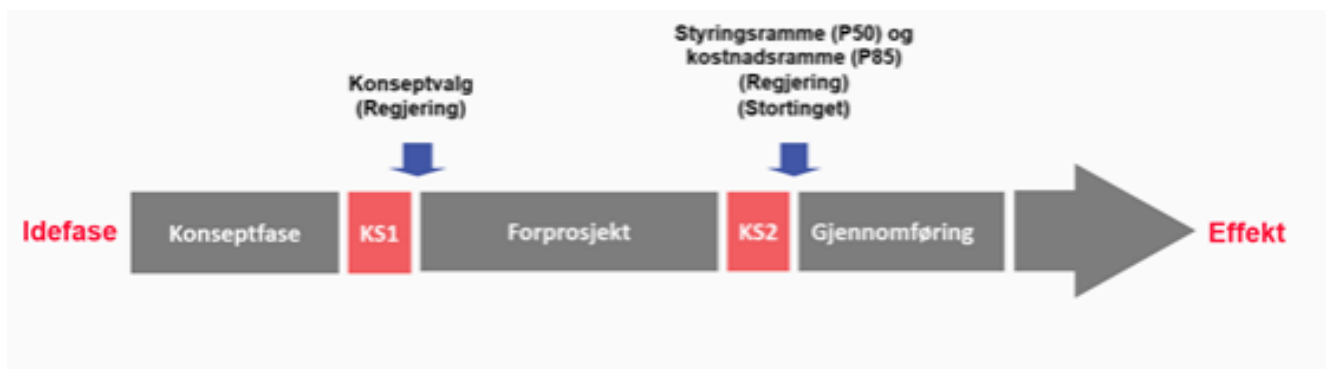 Styringsramme (P50) og
kostnadsramme (P85)
(Regjering)
(Stortinget)
Konseptvalg
(Regjering)
Idefase
Konseptfase
KS1
Forprosjekt
KS2
Gjennomføring
Effekt